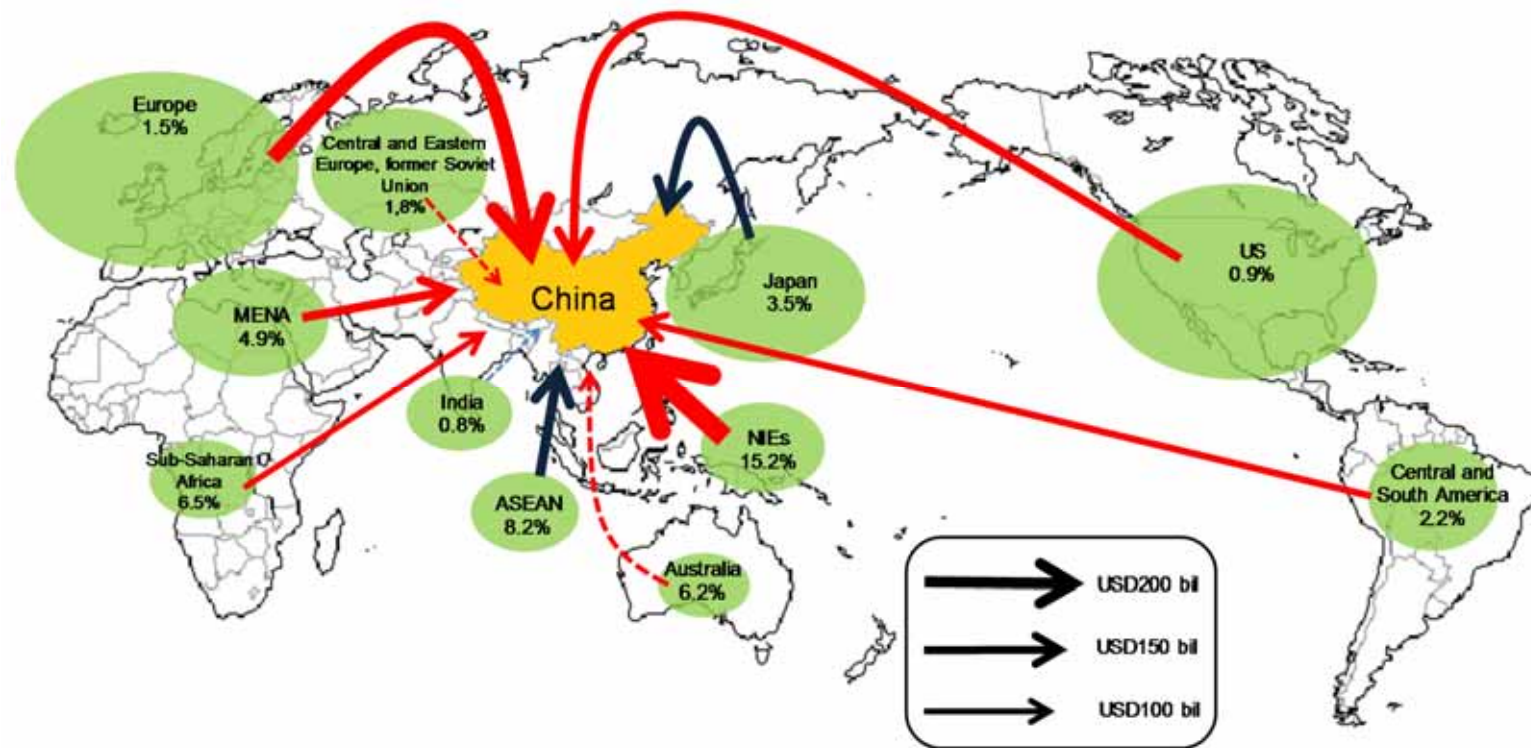 Europe
1.5%
Central and Eastern
Europe, former Soviet
Union
1,8%
US
0.9%
Japan
3.5%
China
MENA
4.9%
India
0.8%
NIEs
15.2%
Sub-Saharan
Africa
6.5%
ASEAN
8.2%
Central and
South America
2.2%
Australia
6.2%
USD200 bil
USD150 bil
USD100 bil